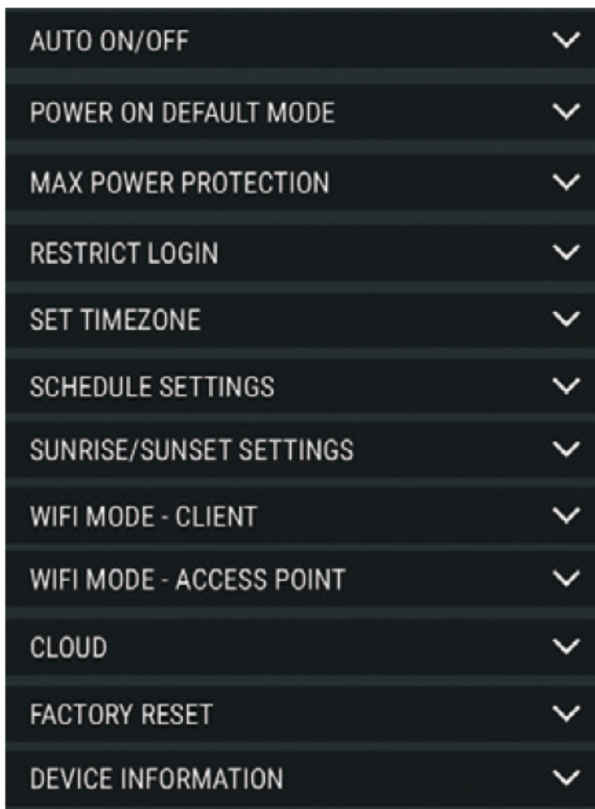 AUTO ON/OFF
POWER ON DEFAULT MODE
MAX POWER PROTECTION
RESTRICT LOGIN
SET TIMEZONE
SCHEDULE SETTINGS
SUNRISE/SUNSET SETTINGS
WIFI MODE - CLIENT
WIFI MODE - ACCESS POINT
CLOUD
FACTORY RESET
DEVICE INFORMATION